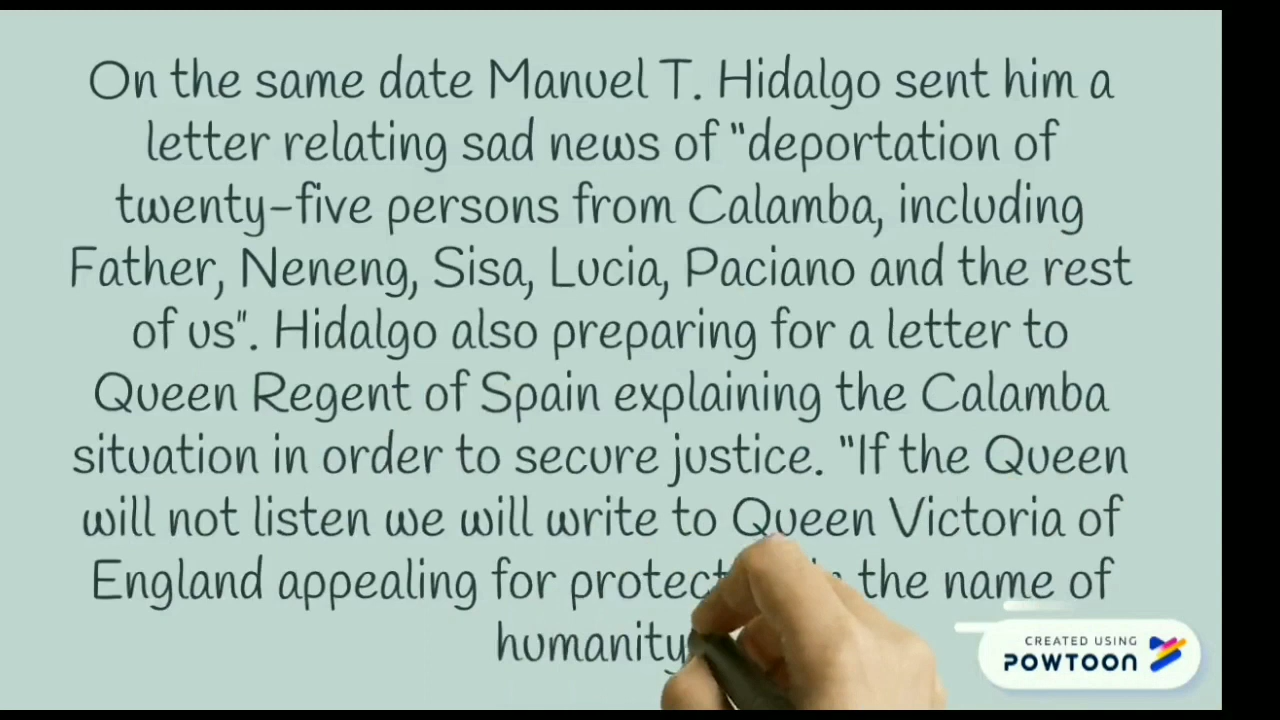 On the same date Manuel T. Hidalgo sent him a
letter relating sad news of "deportation of
twenty-five persons from Calamba, including
Father, Neneng, Sisa, Lucia, Paciano and the rest
of us". Hidalgo also preparing for a letter to
Queen Regent of Spain explaining the Calamba
situation in order to secure justice. "If the Queen
will not listen we will write to Queen Victoria of
England appealing for the name of
humanity
CREATED USING
POWTOON